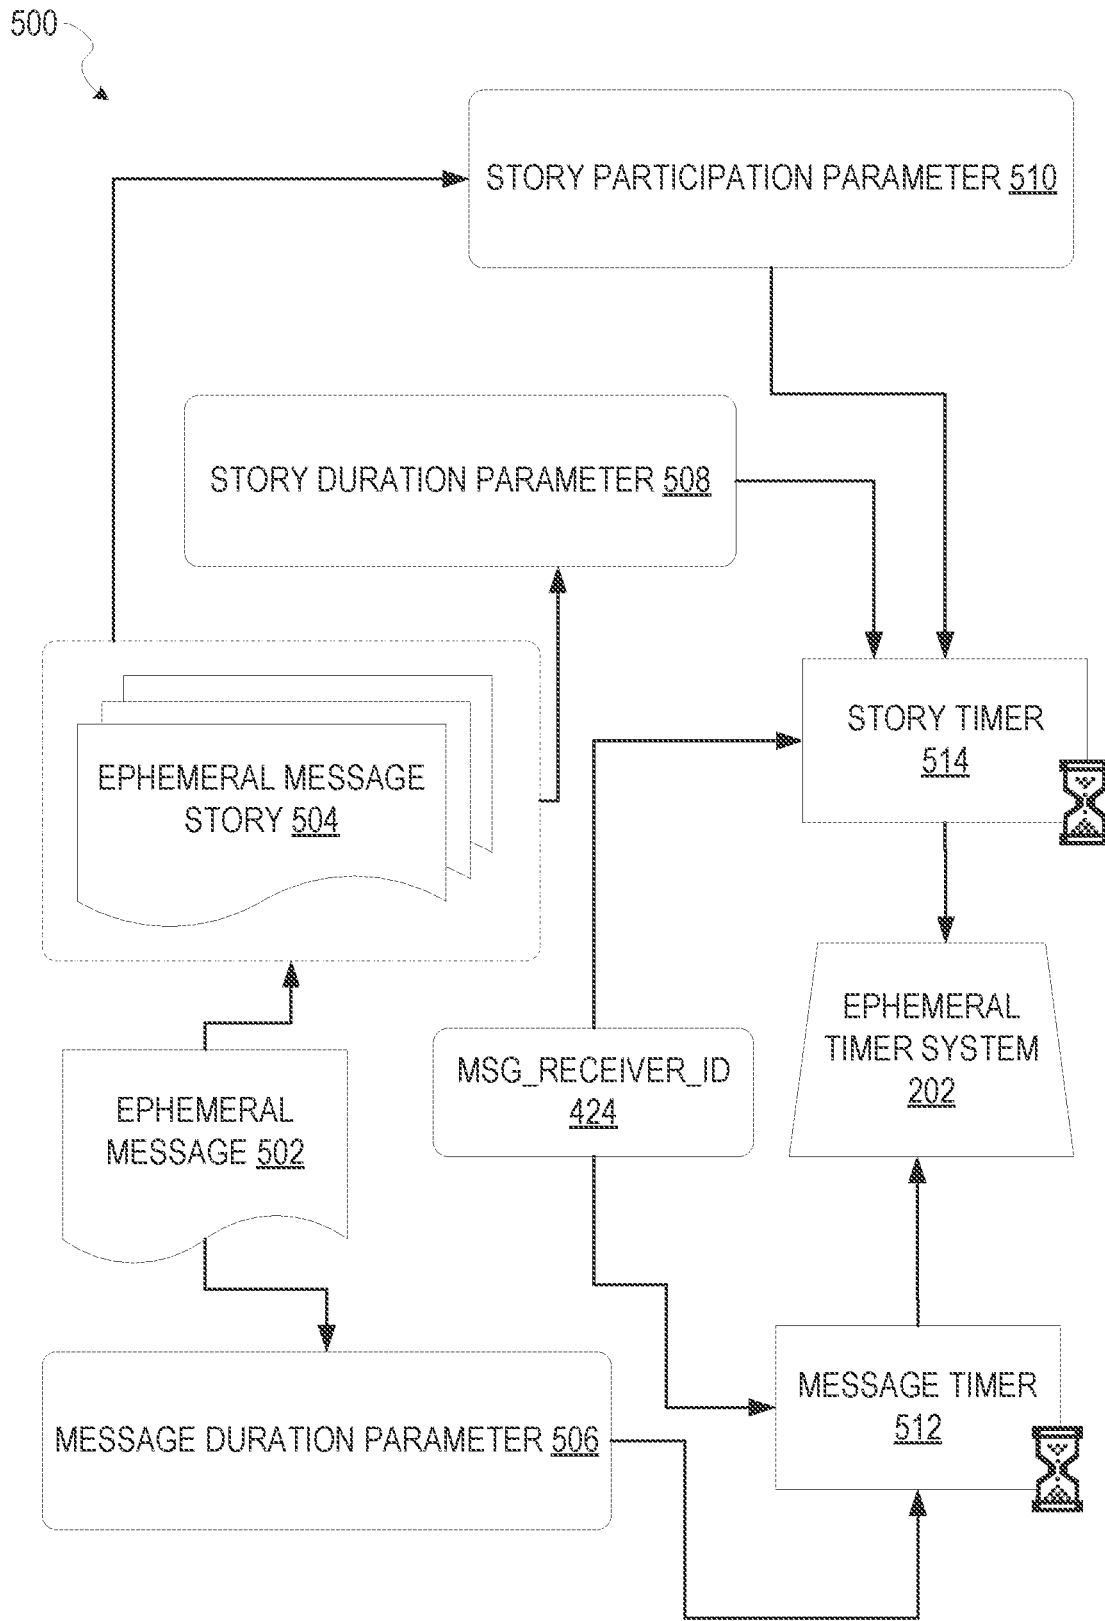 500
STORY PARTICIPATION PARAMETER 510
STORY DURATION PARAMETER 508
STORY TIMER
514
EPHEMERAL MESSAGE
STORY 504
EPHEMERAL
TIMER SYSTEM
202
MSG_RECEIVER_ID
424
EPHEMERAL
MESSAGE 502
MESSAGE TIMER
512
MESSAGE DURATION PARAMETER 506